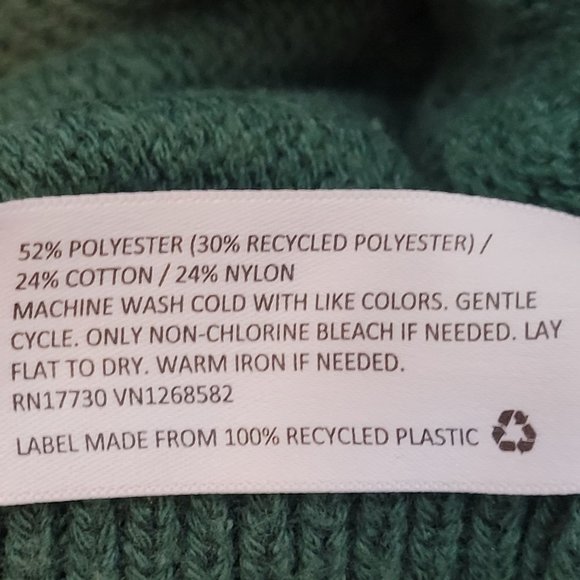 52% POLYESTER (30% RECYCLED POLYESTER) /
24% COTTON / 24% NYLON
MACHINE WASH COLD WITH LIKE COLORS. GENTLE
CYCLE. ONLY NON-CHLORINE BLEACH IF NEEDED. LAY
FLAT TO DRY. WARM IRON IF NEEDED.
RN17730 VN1268582
LABEL MADE FROM 100% RECYCLED PLASTIC